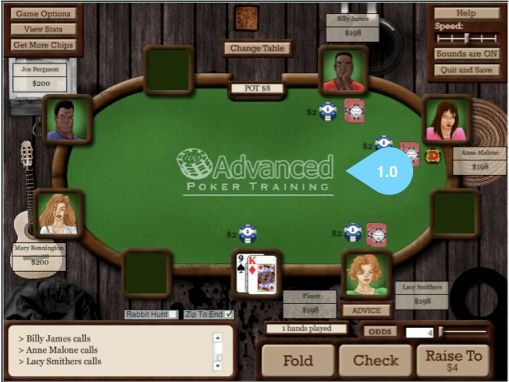 Game Options
View Stats
Get More Chips
Change Table
Billy James
$198
Help
Speed:
Sounds are ON
Quit and Save
Joe Ferguson
$200
POT $8
$2
Anne Malone
$198
$2
Advanced
POKER TRAINING
1.0
Mary Bennington
$200
$2
$2
9
K
Player
$198
Lacy Smithers
$198
ADVICE
Rabbit Hunt
Zip To End
1 hands played
ODDS
4
> Billy James calls
> Anne Malone calls
> Lacy Smithers calls
Fold
Check
Raise To
$4